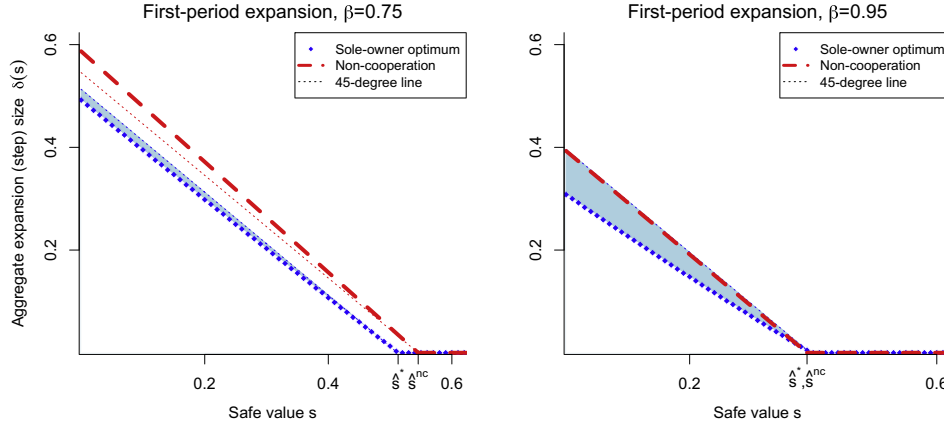 First-period expansion, β=0.75
Aggregate expansion (step) size δ(s)
0.6
0.4
0.2
Sole-owner optimum
Non-cooperation
45-degree line
0.2
0.4
ŝ* ŝⁿᶜ
0.6
Safe value s
First-period expansion, β=0.95
0.6
0.4
0.2
Sole-owner optimum
Non-cooperation
45-degree line
0.2
ŝ*,ŝⁿᶜ
0.6
Safe value s